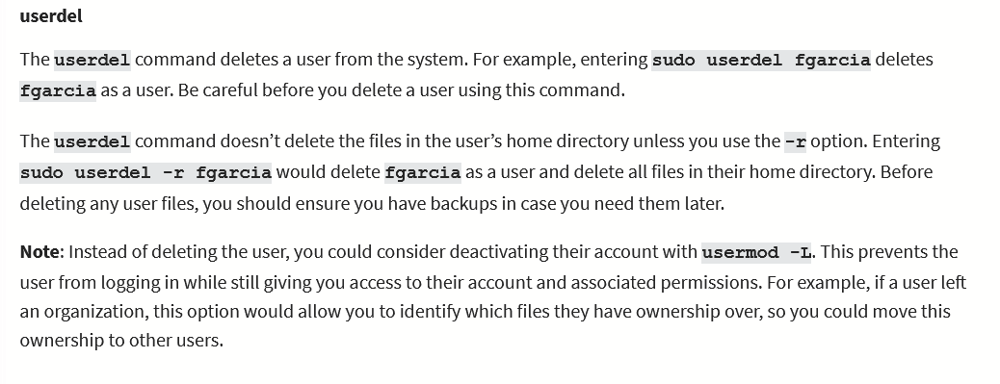 userdel
The userdel command deletes a user from the system. For example, entering sudo userdel fgarcia deletes
fgarcia as a user. Be careful before you delete a user using this command.
The userdel command doesn’t delete the files in the user’s home directory unless you use the -r option. Entering
sudo userdel -r fgarcia would delete fgarcia as a user and delete all files in their home directory. Before
deleting any user files, you should ensure you have backups in case you need them later.
Note: Instead of deleting the user, you could consider deactivating their account with usermod -L. This prevents the
user from logging in while still giving you access to their account and associated permissions. For example, if a user left
an organization, this option would allow you to identify which files they have ownership over, so you could move this
ownership to other users.